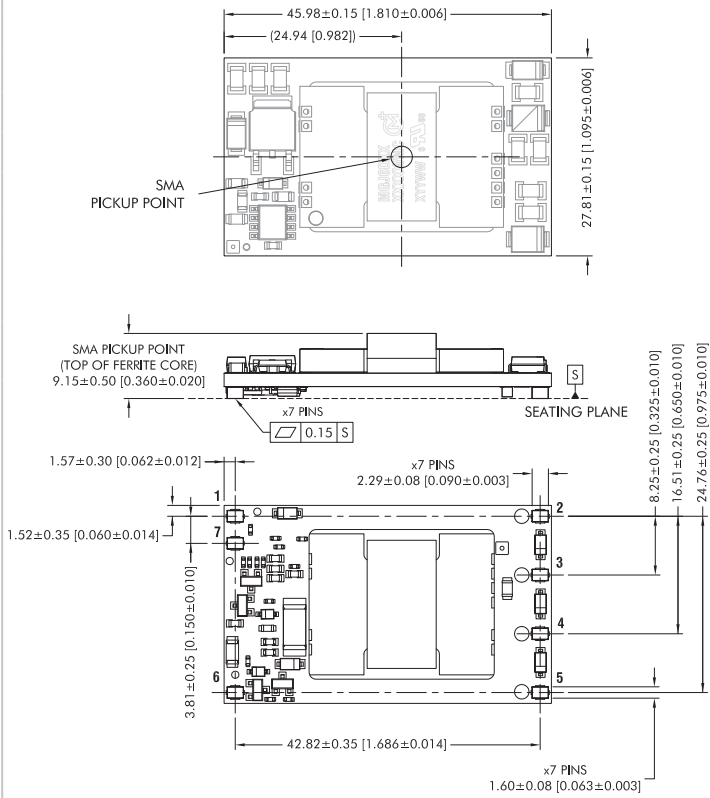 45.98±0.15 [1.810±0.006]
(24.94 [0.982])
27.81±0.15 [1.095±0.006]
SMA
PICKUP POINT
XYYWW
SMA PICKUP POINT
(TOP OF FERRITE CORE)
9.15±0.50 [0.360±0.020]
S
SEATING PLANE
x7 PINS
0.15 S
1.57±0.30 [0.062±0.012]
x7 PINS
2.29±0.08 [0.090±0.003]
8.25±0.25 [0.325±0.010]
16.51±0.25 [0.650±0.010]
24.76±0.25 [0.975±0.010]
1
2
1.52±0.35 [0.060±0.014]
7
3
3.81±0.25 [0.150±0.010]
4
6
5
42.82±0.35 [1.686±0.014]
x7 PINS
1.60±0.08 [0.063±0.003]